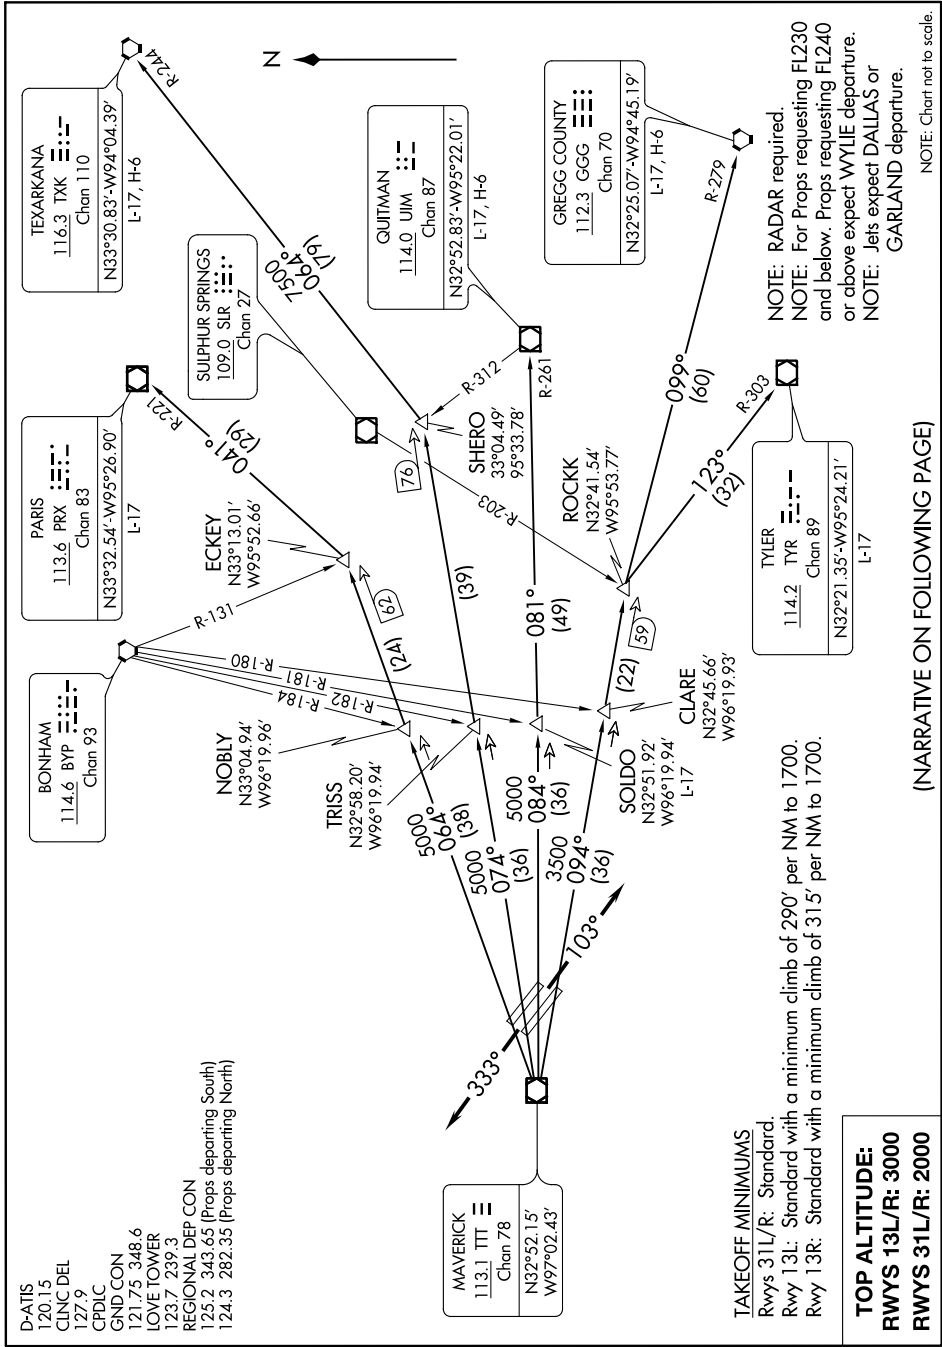 D-ATIS
120.15
CLNC DEL
127.9
CPDLC
GND CON
121.75 348.6
LOVE TOWER
123.7 239.3
REGIONAL DEP CON
125.2 343.65 (Props departing South)
124.3 282.35 (Props departing North)
BONHAM
114.6 BYP
Chan 93
PARIS
113.6 PRX
Chan 83
N33°32.54′-W95°26.90′
L-17
TEXARKANA
116.3 TXK
Chan 110
N33°30.83′-W94°04.39′
L-17, H-6
SULPHUR SPRINGS
109.0 SLR
Chan 27
QUITMAN
114.0 UIM
Chan 87
N32°52.83′-W95°22.01′
L-17, H-6
GREGG COUNTY
112.3 GGG
Chan 70
N32°25.07′-W94°45.19′
L-17, H-6
TYLER
114.2 TYR
Chan 89
N32°21.35′-W95°24.21′
L-17
MAVERICK
113.1 TTT
Chan 78
N32°52.15′
W97°02.43′
NOBLY
N33°04.94′
W96°19.96′
TRISS
N32°58.20′
W96°19.94′
SOLDO
N32°51.92′
W96°19.94′
L-17
CLARE
N32°45.66′
W96°19.93′
ECKEY
N33°13.01′
W95°52.66′
SHERO
33°04.49′
95°33.78′
ROCKK
N32°41.54′
W95°53.77′
R-131
R-180
R-181
R-182
R-184
R-221
R-244
R-312
R-261
R-203
R-279
R-303
N
333°
103°
5000
064°
(38)
5000
074°
(36)
5000
084°
(36)
3500
094°
(36)
(24)
62
041°
(29)
(39)
76
7500
064°
(79)
081°
(49)
(22)
59
099°
(60)
123°
(32)
NOTE: RADAR required.
NOTE: For Props requesting FL230
and below. Props requesting FL240
or above expect WYLIE departure.
NOTE: Jets expect DALLAS or
GARLAND departure.
NOTE: Chart not to scale.
TAKEOFF MINIMUMS
Rwys 31L/R: Standard.
Rwy 13L: Standard with a minimum climb of 290′ per NM to 1700.
Rwy 13R: Standard with a minimum climb of 315′ per NM to 1700.
TOP ALTITUDE:
RWYS 13L/R: 3000
RWYS 31L/R: 2000
(NARRATIVE ON FOLLOWING PAGE)